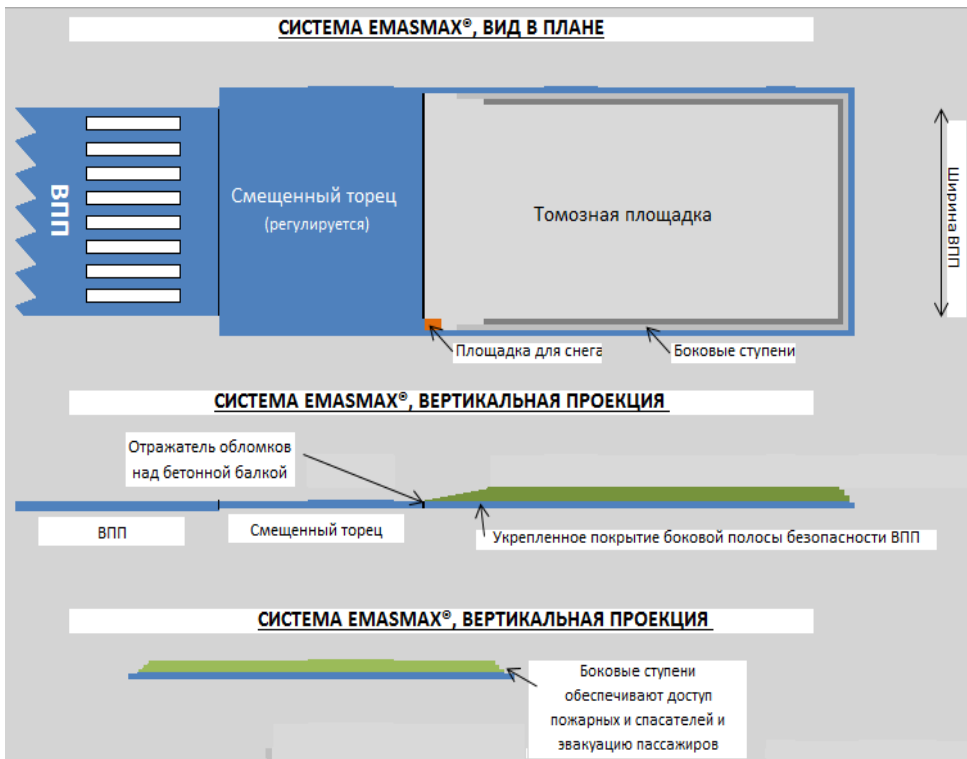 СИСТЕМА EMASMAX®, ВИД В ПЛАНЕ
ВПП
Смещенный торец
(регулируется)
Томозная площадка
Ширина ВПП
Площадка для снега
Боковые ступени
СИСТЕМА EMASMAX®, ВЕРТИКАЛЬНАЯ ПРОЕКЦИЯ
Отражатель обломков
над бетонной балкой
ВПП
Смещенный торец
Укрепленное покрытие боковой полосы безопасности ВПП
СИСТЕМА EMASMAX®, ВЕРТИКАЛЬНАЯ ПРОЕКЦИЯ
Боковые ступени
обеспечивают доступ
пожарных и спасателей и
эвакуацию пассажиров